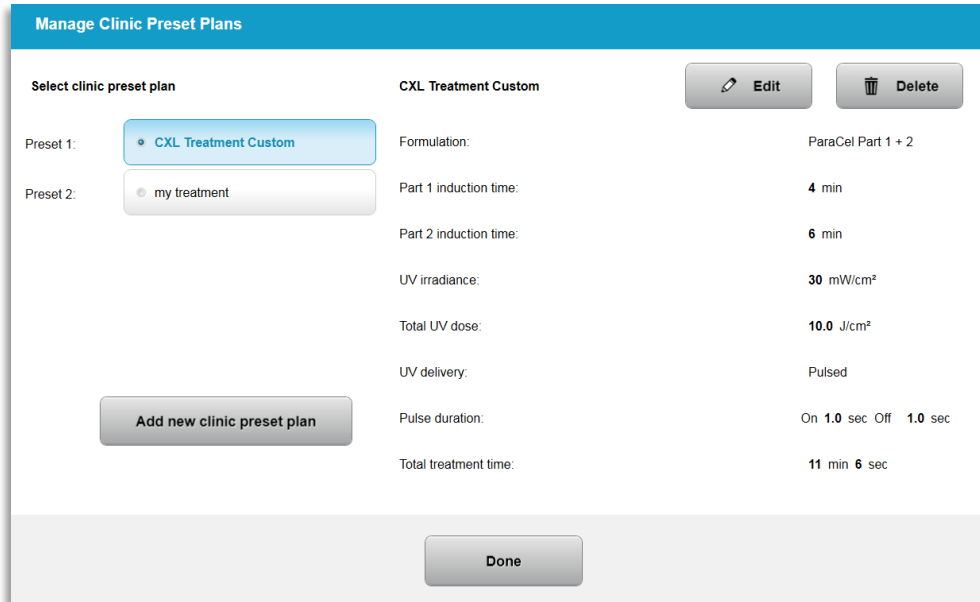 Manage Clinic Preset Plans
Select clinic preset plan
Preset 1: CXL Treatment Custom
Preset 2: my treatment
Add new clinic preset plan
CXL Treatment Custom
Edit
Delete
Formulation: ParaCel Part 1 + 2
Part 1 induction time: 4 min
Part 2 induction time: 6 min
UV irradiance: 30 mW/cm²
Total UV dose: 10.0 J/cm²
UV delivery: Pulsed
Pulse duration: On 1.0 sec Off 1.0 sec
Total treatment time: 11 min 6 sec
Done